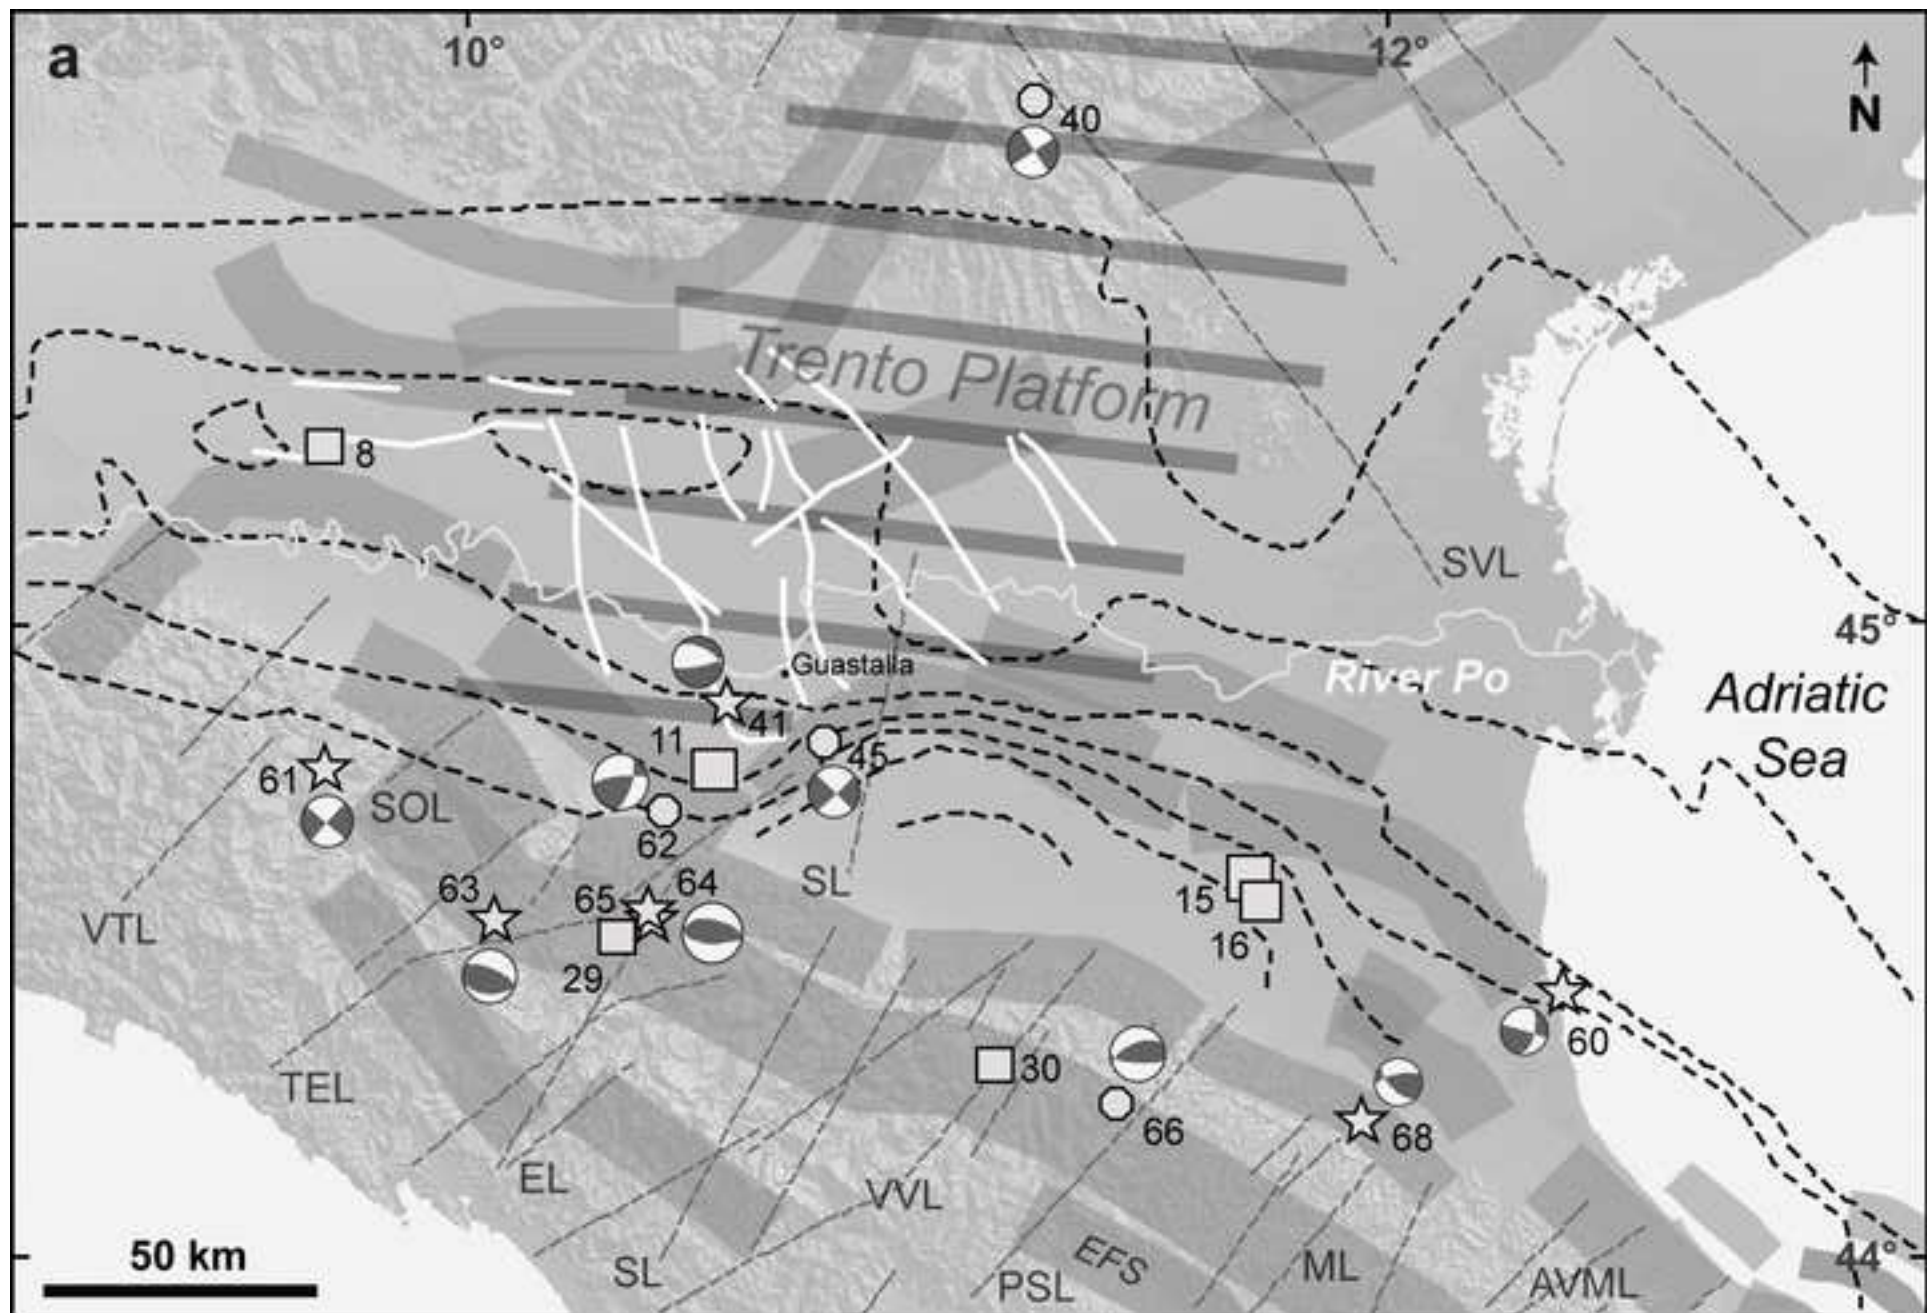 a
10°
12°
N
40
Trento Platform
8
SVL
45°
Guastalla
River Po
Adriatic
Sea
41
11
45
61
SOL
62
63
65
64
SL
15
VTL
16
29
60
30
TEL
66
68
EL
VVL
50 km
EFS
44°
SL
PSL
ML
AVML